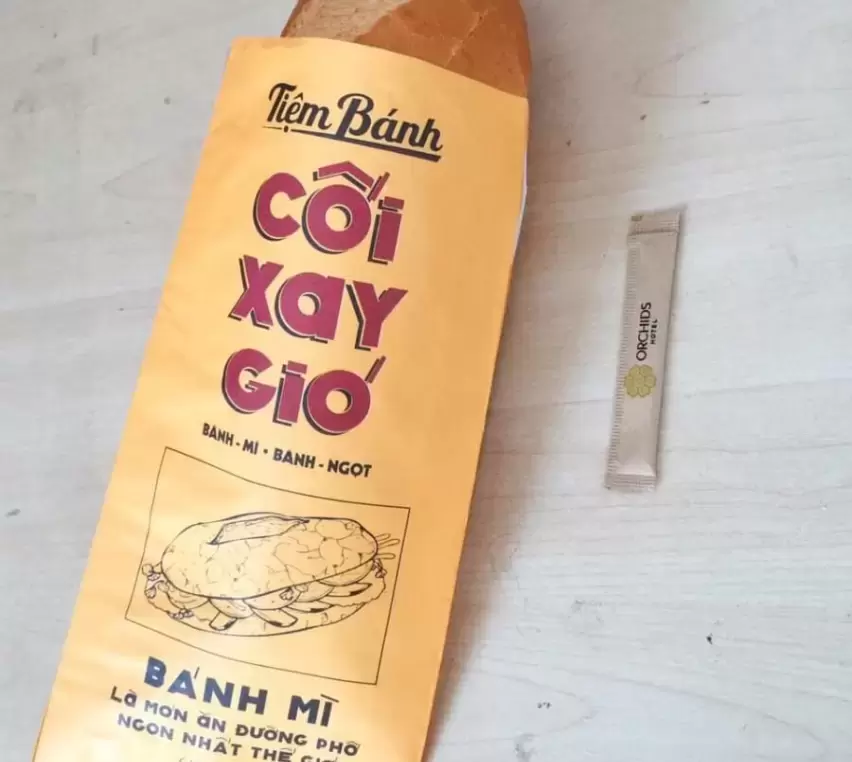 Tiệm Bánh
CỐI
XAY
GIÓ
BÁNH - MÌ • BÁNH - NGỌT
BÁNH MÌ
Là MÓN ăN ĐƯỜNG PHỐ
NGON NHẤT THẾ
ORCHIDS
HOTEL